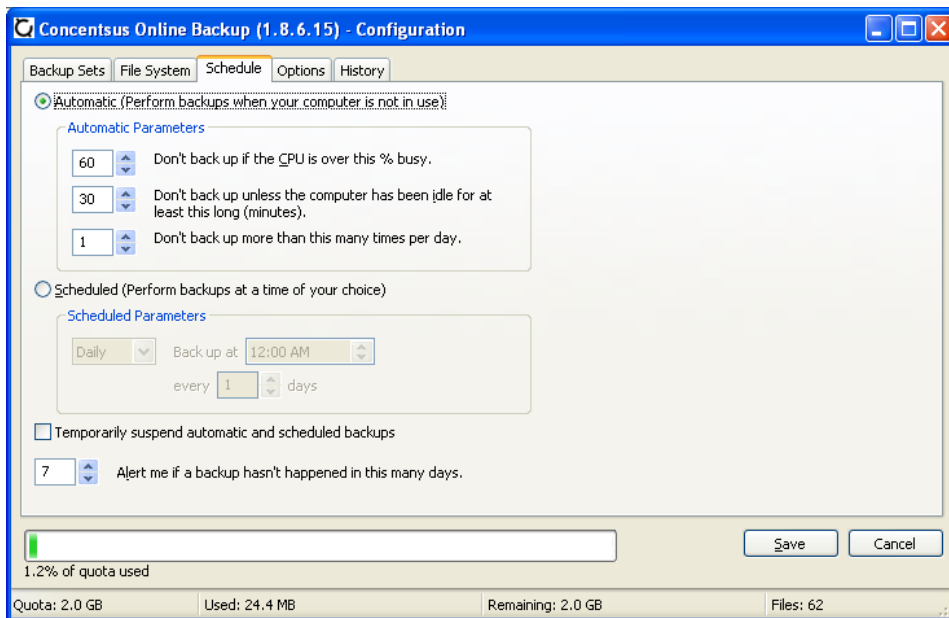 Concentsus Online Backup (1.8.6.15) - Configuration
Backup Sets File System Schedule Options History
Automatic (Perform backups when your computer is not in use)
Automatic Parameters
60 Don't back up if the CPU is over this % busy.
30 Don't back up unless the computer has been idle for at
least this long (minutes).
1 Don't back up more than this many times per day.
Scheduled (Perform backups at a time of your choice)
Scheduled Parameters
Daily Back up at 12:00 AM
every 1 days
Temporarily suspend automatic and scheduled backups
7 Alert me if a backup hasn't happened in this many days.
Save Cancel
1.2% of quota used
Quota: 2.0 GB Used: 24.4 MB Remaining: 2.0 GB Files: 62